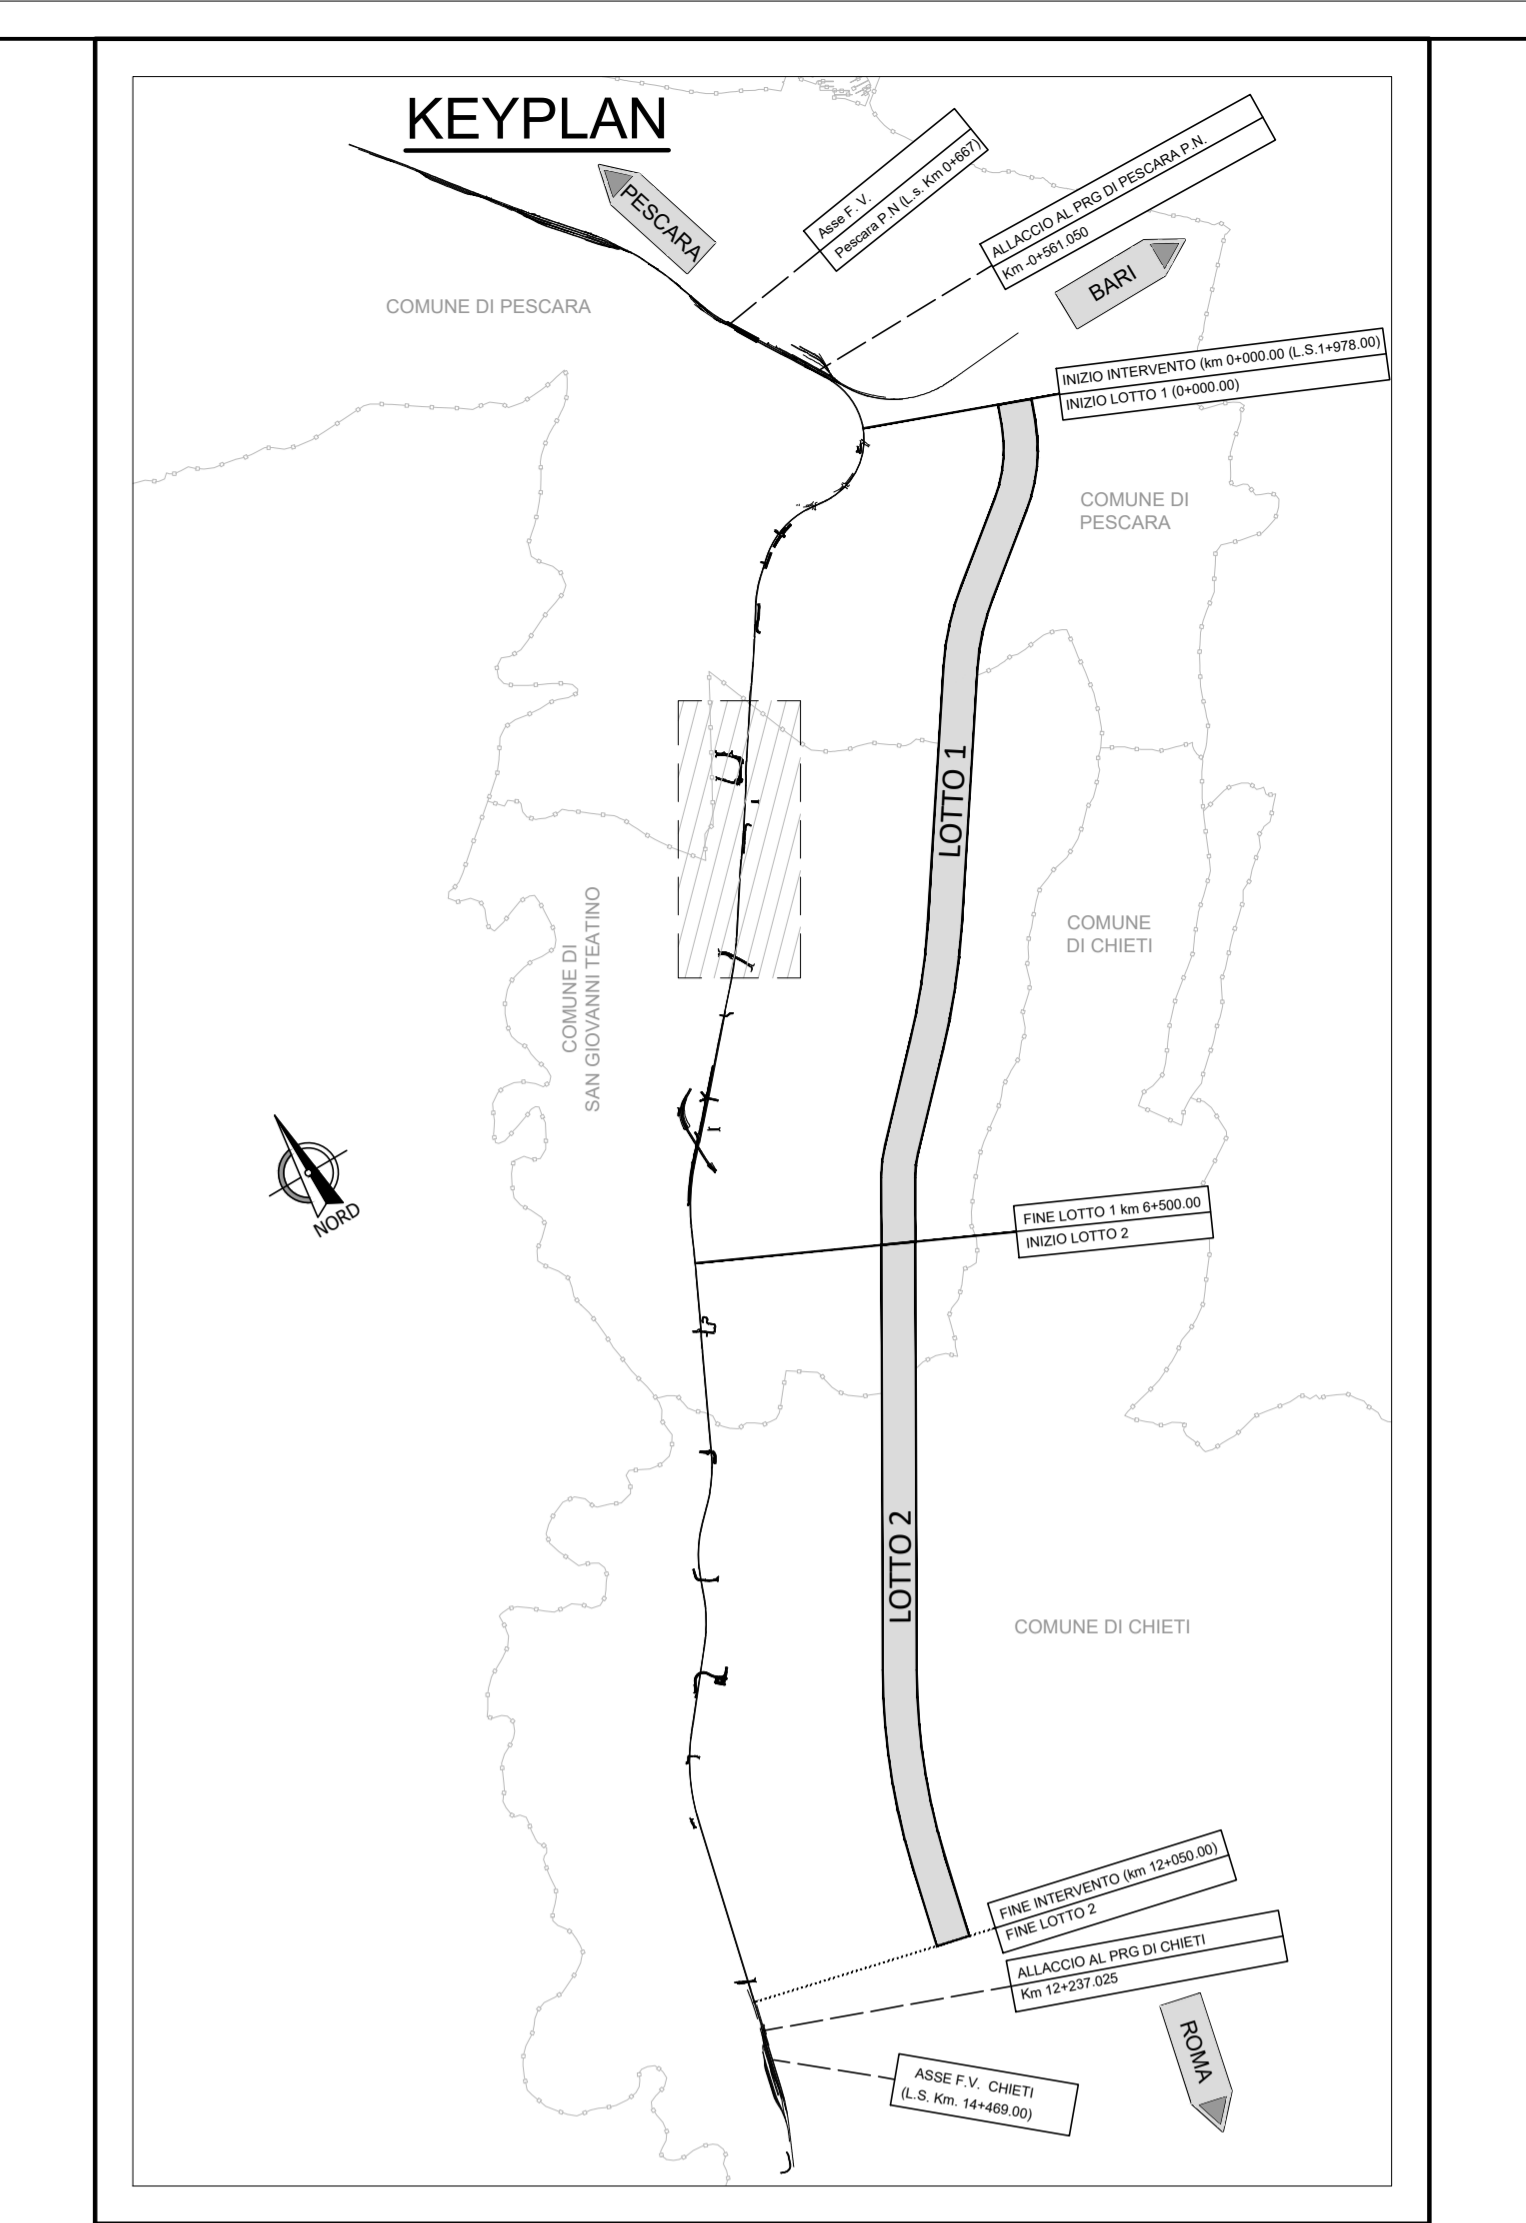 KEYPLAN
PESCARA
Asse F. V.
Pescara P.N (L.s. Km 0+667)
ALLACCIO AL PRG DI PESCARA P.N.
Km -0+561.050
BARI
COMUNE DI PESCARA
INIZIO INTERVENTO (km 0+000.00 (L.S.1+978.00)
INIZIO LOTTO 1 (0+000.00)
COMUNE DI
PESCARA
LOTTO 1
COMUNE DI
SAN GIOVANNI TEATINO
COMUNE
DI CHIETI
NORD
FINE LOTTO 1 km 6+500.00
INIZIO LOTTO 2
LOTTO 2
COMUNE DI CHIETI
FINE INTERVENTO (km 12+050.00)
FINE LOTTO 2
ALLACCIO AL PRG DI CHIETI
Km 12+237.025
ROMA
ASSE F.V. CHIETI
(L.S. Km. 14+469.00)